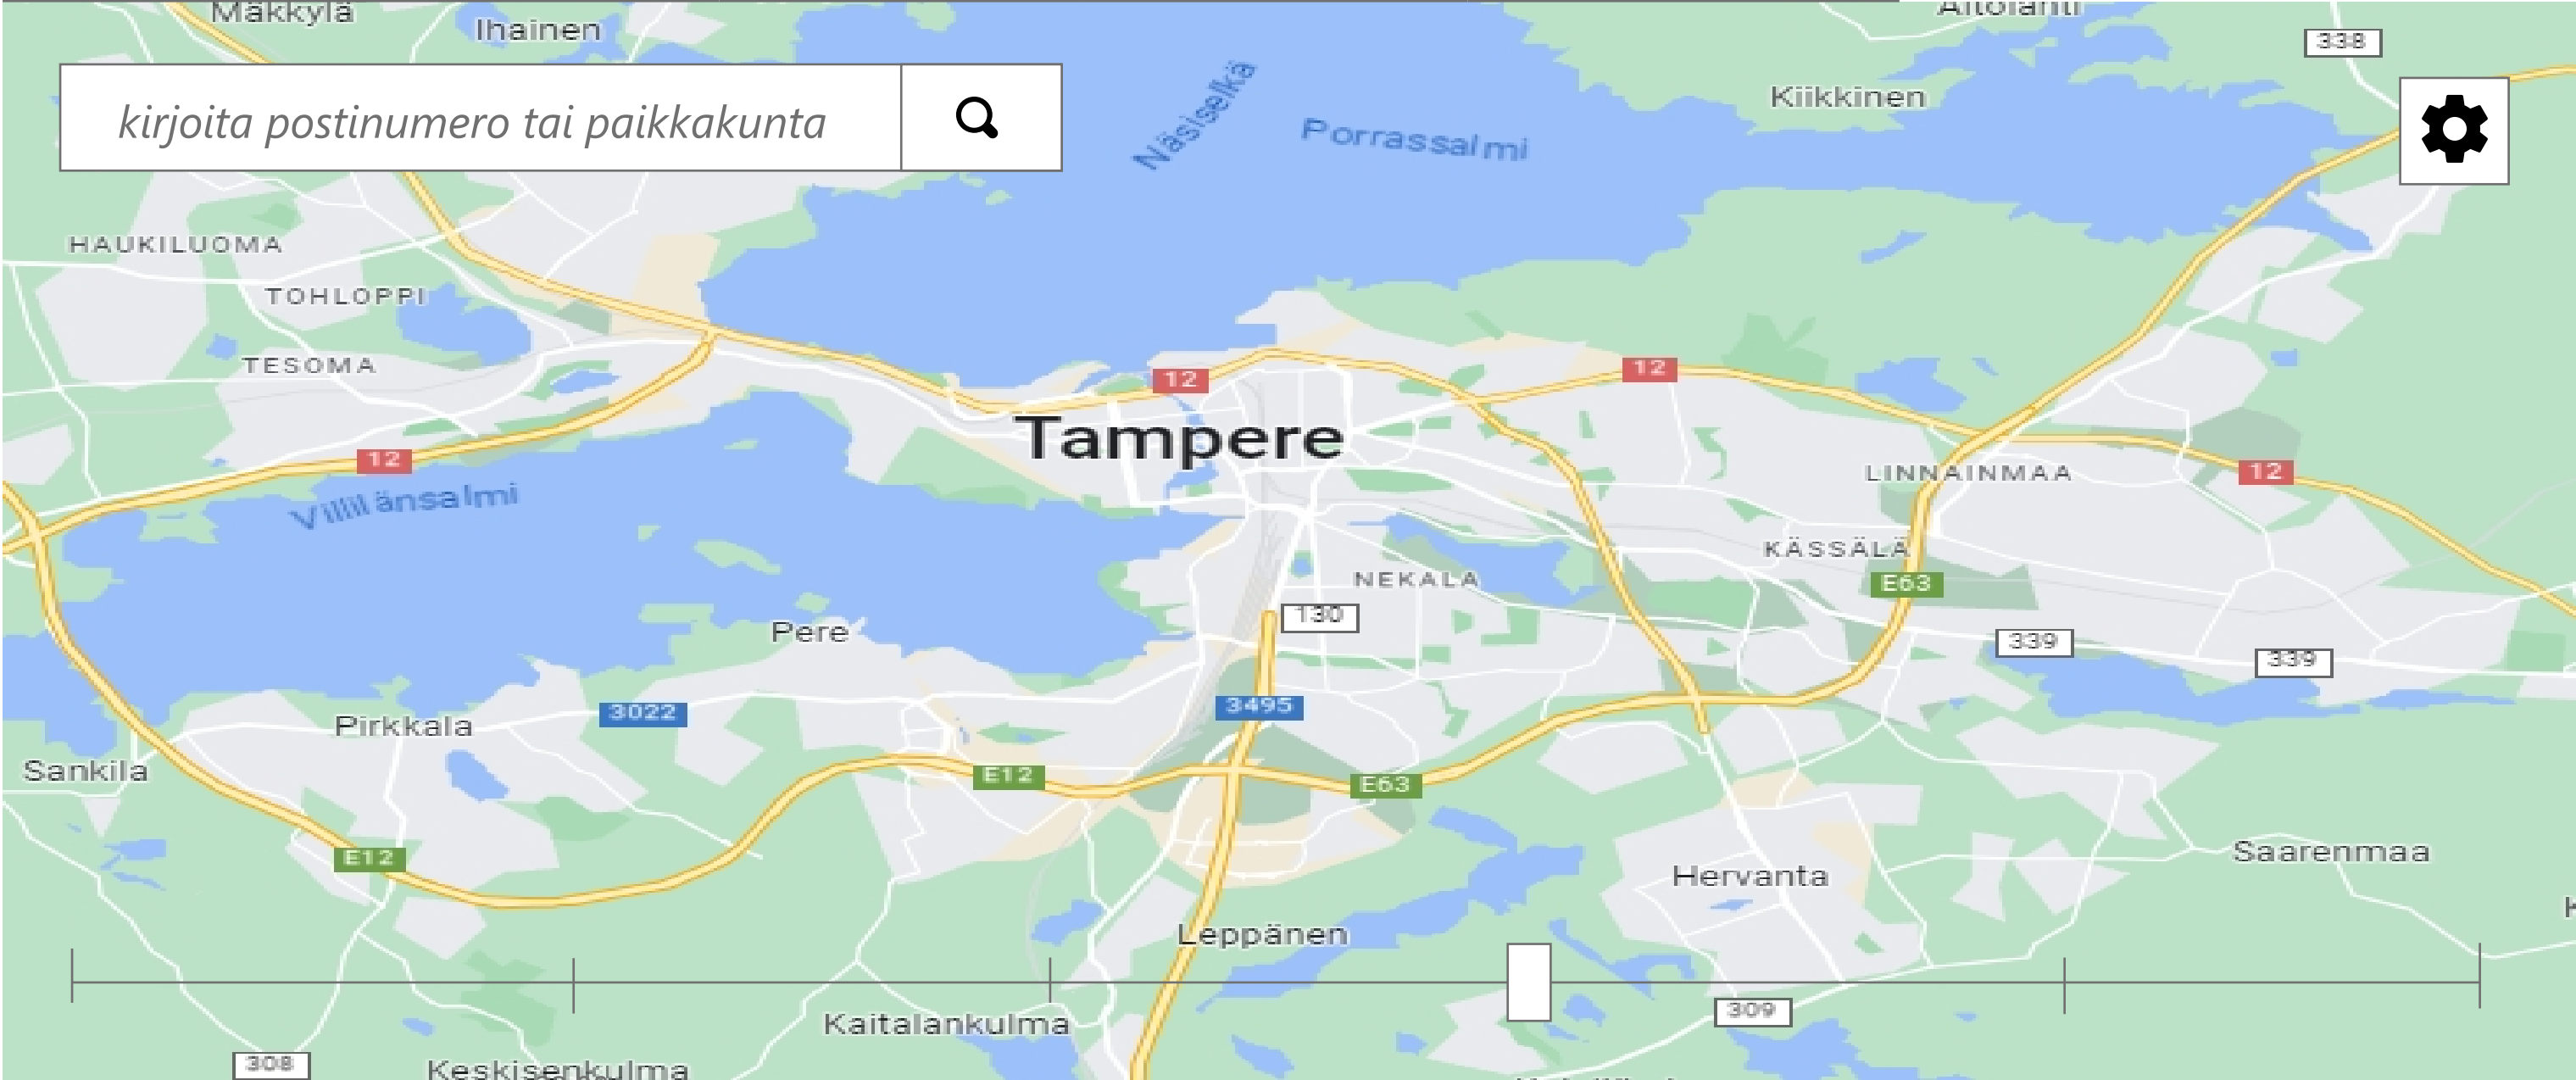 Mäkkylä
Ihainen
Aitolahti
338
kirjoita postinumero tai paikkakunta
Näsiselkä
Porrassalmi
Kiikkinen
HAUKILUOMA
TOHLOPPI
TESOMA
12
12
Tampere
12
12
LINNAINMAA
Villilänsalmi
KÄSSÄLÄ
NEKALA
E63
130
Pere
339
339
3022
3495
Pirkkala
Sankila
E12
E63
E12
Saarenmaa
Hervanta
Leppänen
309
Kaitalankulma
308
Keskisenkulma